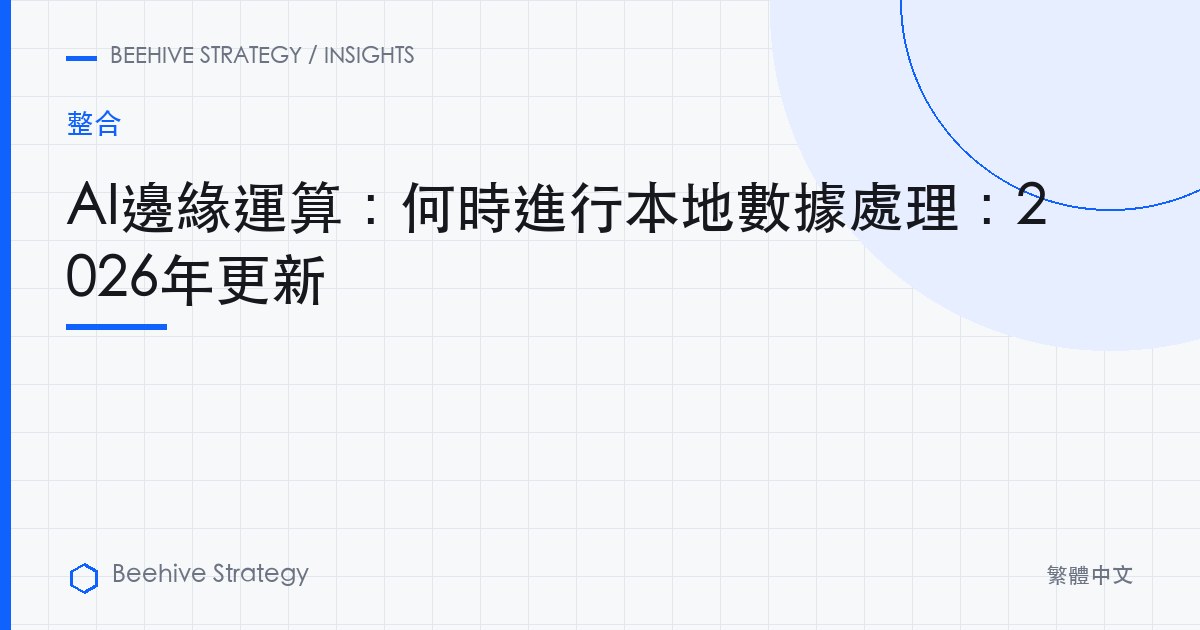 BEEHIVE STRATEGY / INSIGHTS
整合
AI邊緣運算：何時進行本地數據處理：2
026年更新
Beehive Strategy
繁體中文